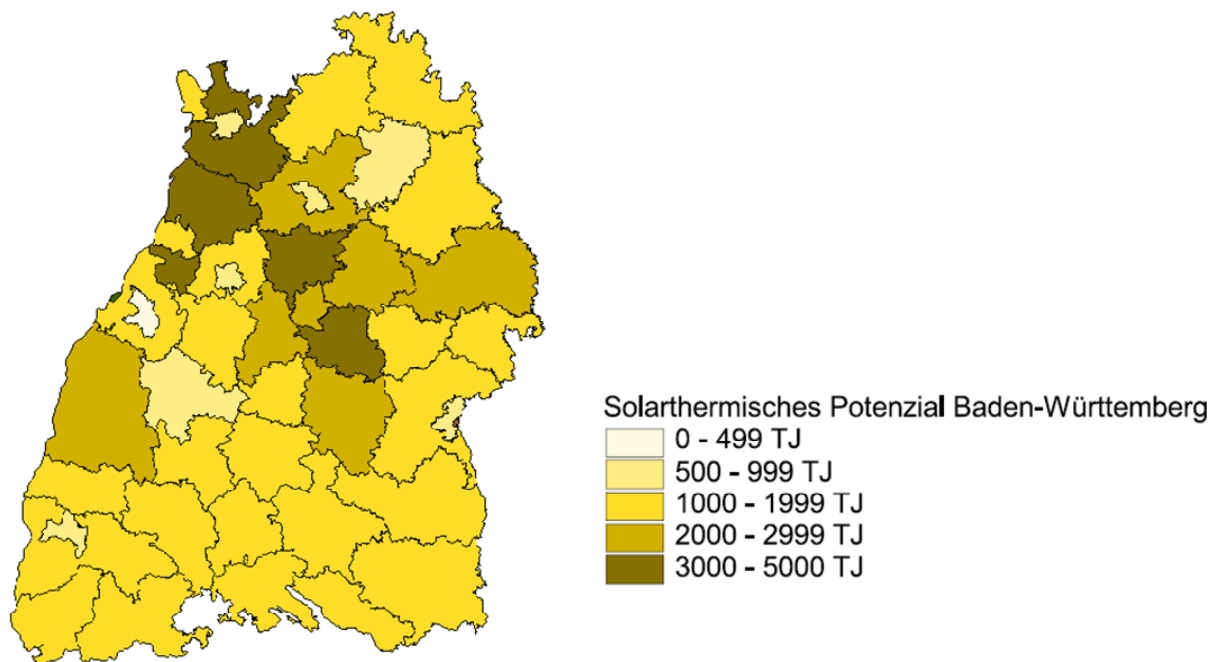 Solarthermisches Potenzial Baden-Württemberg
0 - 499 TJ
500 - 999 TJ
1000 - 1999 TJ
2000 - 2999 TJ
3000 - 5000 TJ